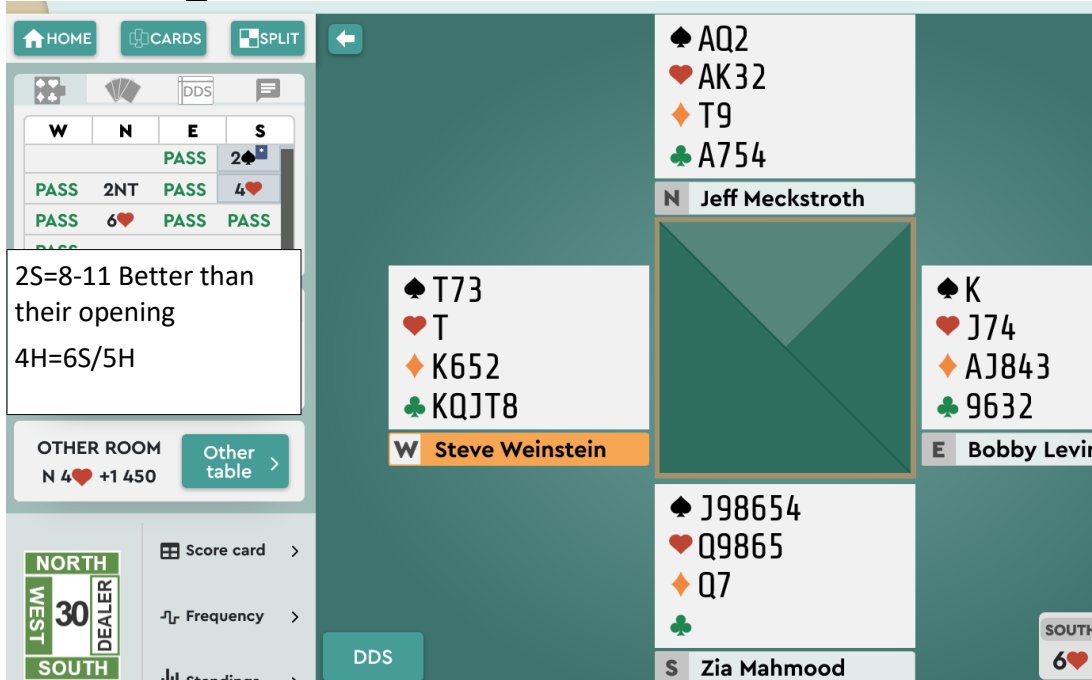 HOME
CARDS
SPLIT
DDS
W N E S
PASS 2♠*
PASS 2NT PASS 4♥
PASS 6♥ PASS PASS
PASS
2S=8-11 Better than
their opening
4H=6S/5H
OTHER ROOM
N 4♥ +1 450
Other
table
NORTH
WEST
30
DEALER
SOUTH
Score card
Frequency
Standings
♠ AQ2
♥ AK32
♦ T9
♣ A754
N Jeff Meckstroth
♠ T73
♥ T
♦ K652
♣ KQJT8
W Steve Weinstein
♠ K
♥ J74
♦ AJ843
♣ 9632
E Bobby
♠ J98654
♥ Q9865
♦ Q7
♣
S Zia Mahmood
DDS
SOUTH
6♥